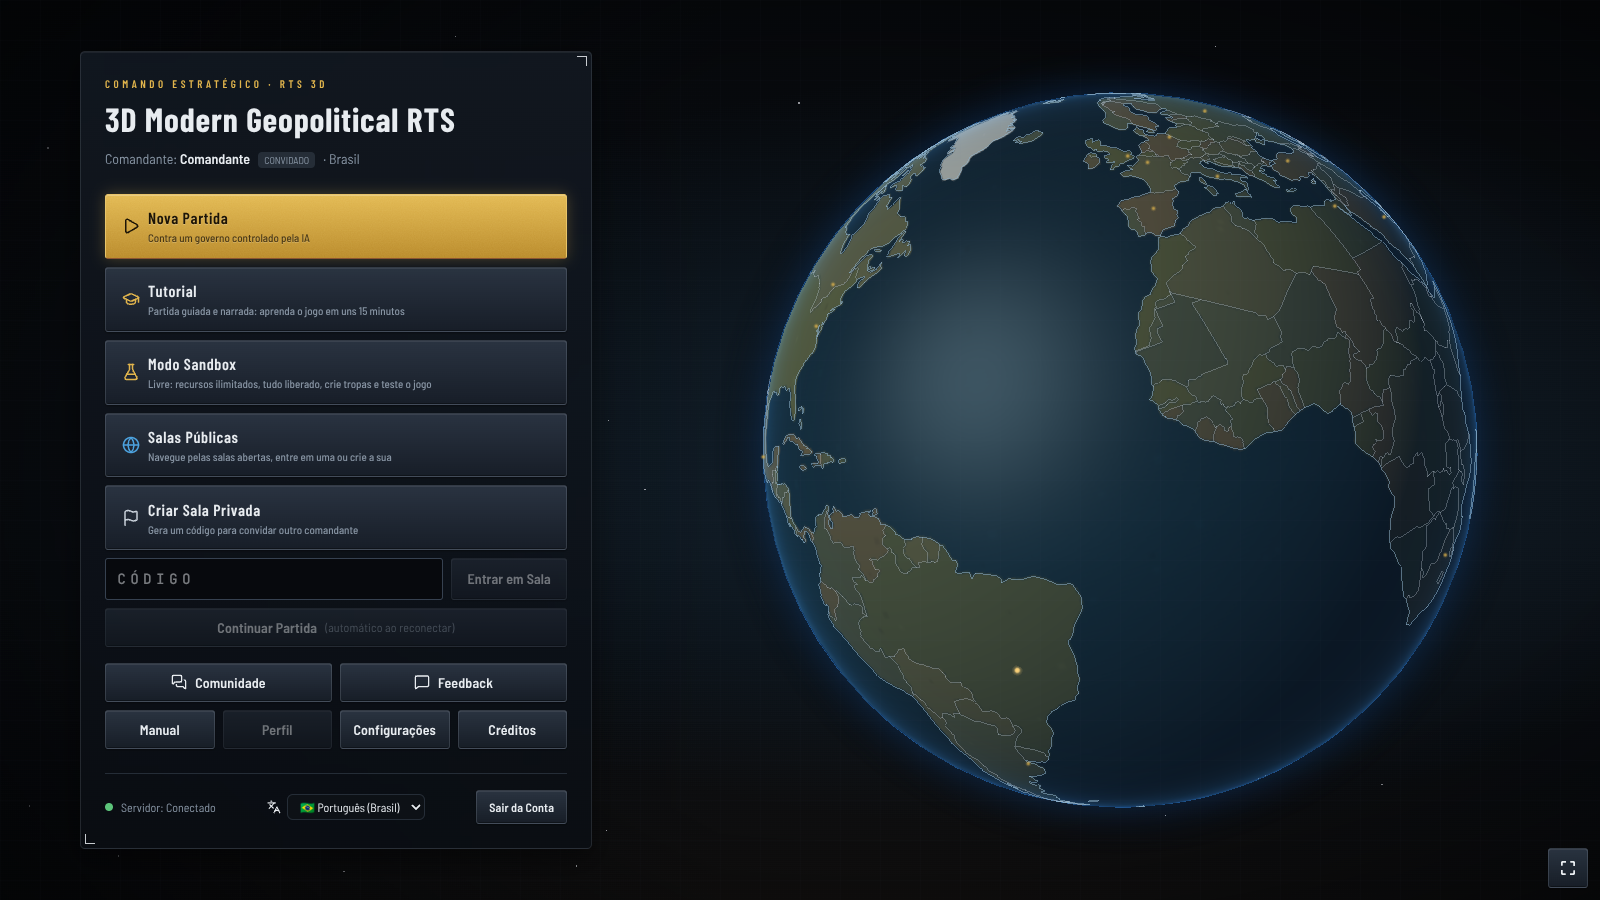 COMANDO ESTRATÉGICO · RTS 3D
3D Modern Geopolitical RTS
Comandante: Comandante CONVIDADO · Brasil
Nova Partida
Contra um governo controlado pela IA
Tutorial
Partida guiada e narrada: aprenda o jogo em uns 15 minutos
Modo Sandbox
Livre: recursos ilimitados, tudo liberado, crie tropas e teste o jogo
Salas Públicas
Navegue pelas salas abertas, entre em uma ou crie a sua
Criar Sala Privada
Gera um código para convidar outro comandante
CÓDIGO Entrar em Sala
Continuar Partida (automático ao reconectar)
Comunidade Feedback
Manual Perfil Configurações Créditos
Servidor: Conectado Português (Brasil) Sair da Conta